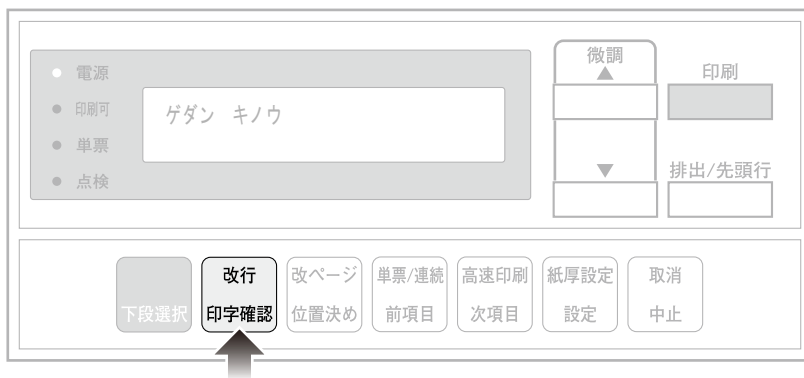 微調
▲
印刷
電源
印刷可
単票
点検
ゲダン キノウ
▼
排出/先頭行
下段選択
改行
印字確認
改ページ
位置決め
単票/連続
前項目
高速印刷
次項目
紙厚設定
設定
取消
中止